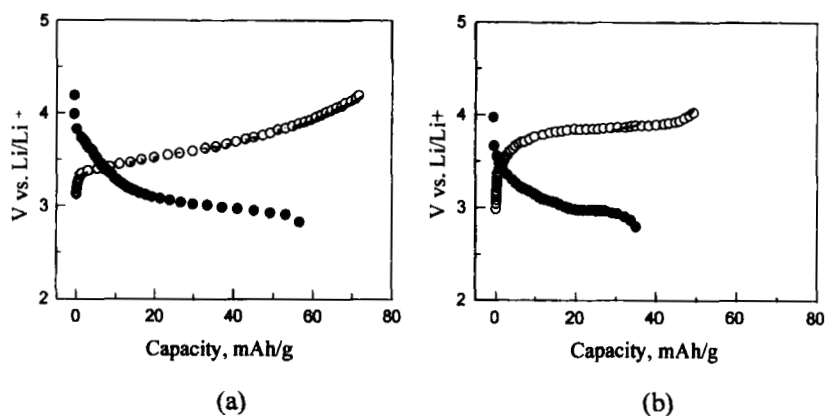 5
4
3
2
V vs. Li/Li +
0 20 40 60 80
Capacity, mAh/g
(a)
5
4
3
2
V vs. Li/Li+
0 20 40 60 80
Capacity, mAh/g
(b)